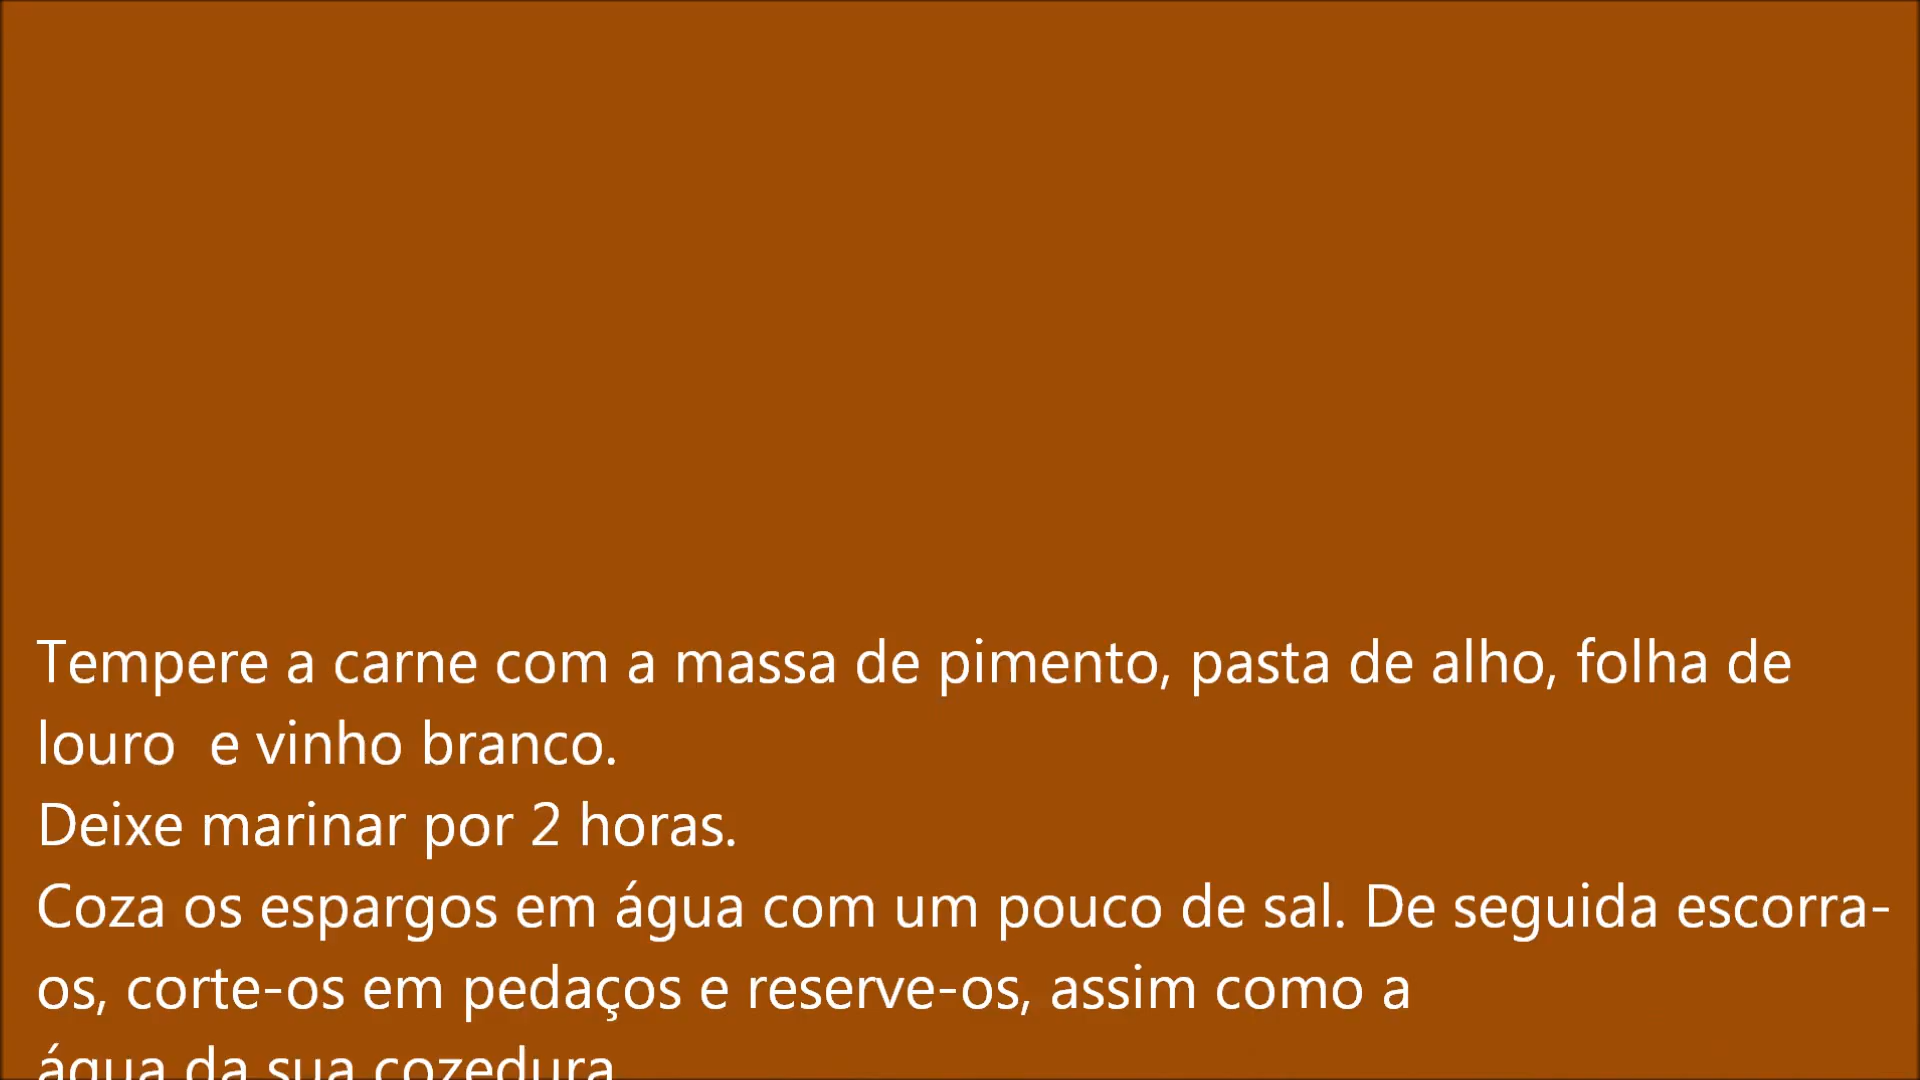 Tempere a carne com a massa de pimento, pasta de alho, folha de
louro  e vinho branco.
Deixe marinar por 2 horas.
Coza os espargos em água com um pouco de sal. De seguida escorra-
os, corte-os em pedaços e reserve-os, assim como a
água da sua cozedura